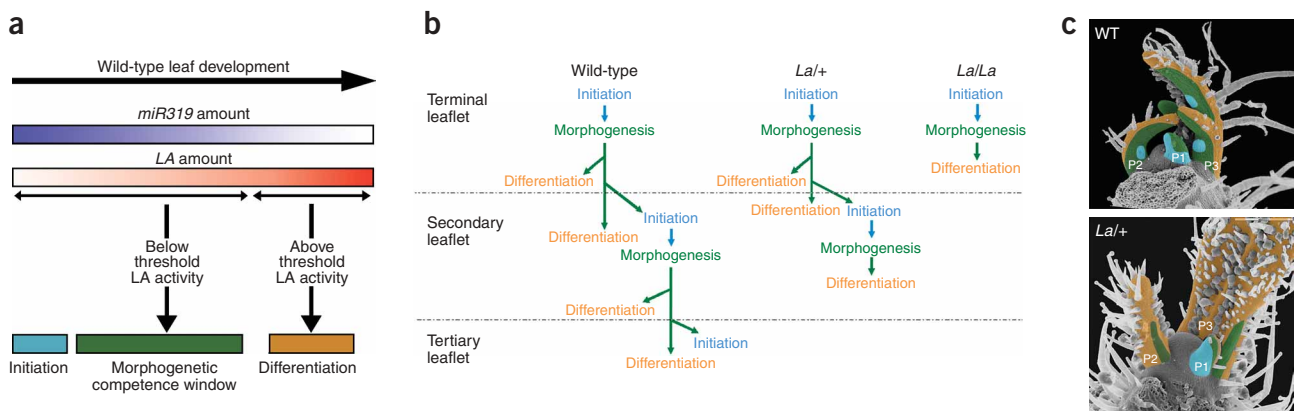 a
Wild-type leaf development
miR319 amount
LA amount
Below
threshold
LA activity
Above
threshold
LA activity
Initiation
Morphogenetic
competence window
Differentiation
b
Wild-type
La/+
La/La
Terminal
leaflet
Initiation
Initiation
Initiation
Morphogenesis
Morphogenesis
Morphogenesis
Differentiation
Differentiation
Differentiation
Secondary
leaflet
Differentiation
Initiation
Differentiation
Initiation
Morphogenesis
Morphogenesis
Differentiation
Differentiation
Tertiary
leaflet
Initiation
Differentiation
c
WT
P2
P1
P3
La/+
P3
P2
P1